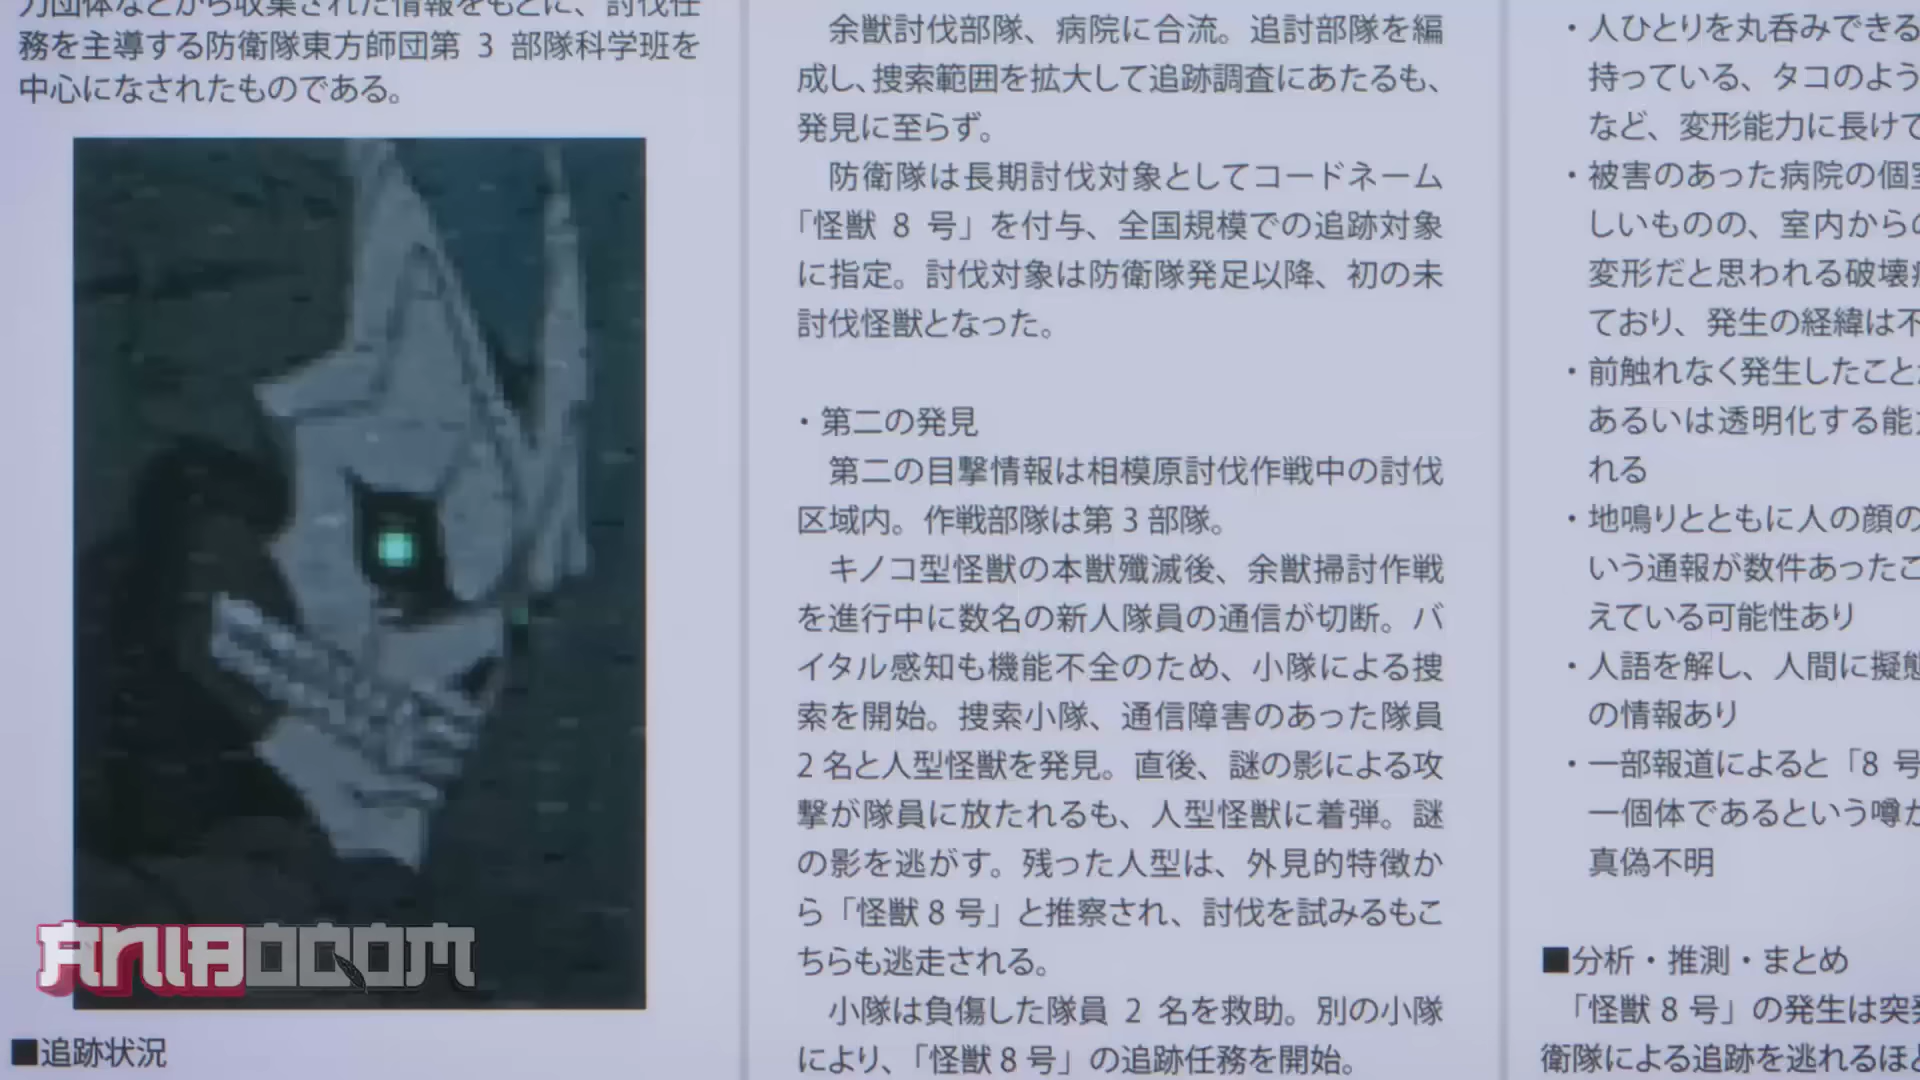 力団体などから収集された情報をもとに、討伐任
務を主導する防衛隊東方師団第 3 部隊科学班を
中心になされたものである。
ANIBOOOM
■追跡状況
余獣討伐部隊、病院に合流。追討部隊を編
成し、捜索範囲を拡大して追跡調査にあたるも、
発見に至らず。
防衛隊は長期討伐対象としてコードネーム
「怪獣 8 号」を付与、全国規模での追跡対象
に指定。討伐対象は防衛隊発足以降、初の未
討伐怪獣となった。
・第二の発見
第二の目撃情報は相模原討伐作戦中の討伐
区域内。作戦部隊は第 3 部隊。
キノコ型怪獣の本獣殲滅後、余獣掃討作戦
を進行中に数名の新人隊員の通信が切断。バ
イタル感知も機能不全のため、小隊による捜
索を開始。捜索小隊、通信障害のあった隊員
2 名と人型怪獣を発見。直後、謎の影による攻
撃が隊員に放たれるも、人型怪獣に着弾。謎
の影を逃がす。残った人型は、外見的特徴か
ら「怪獣 8 号」と推察され、討伐を試みるもこ
ちらも逃走される。
小隊は負傷した隊員 2 名を救助。別の小隊
により、「怪獣 8 号」の追跡任務を開始。
・人ひとりを丸呑みできる
持っている、タコのよう
など、変形能力に長けて
・被害のあった病院の個室
しいものの、室内からの
変形だと思われる破壊
ており、発生の経緯は不
・前触れなく発生したこと
あるいは透明化する能
れる
・地鳴りとともに人の顔の
いう通報が数件あったこ
えている可能性あり
・人語を解し、人間に擬態
の情報あり
・一部報道によると「8 号
一個体であるという噂が
真偽不明
■分析・推測・まとめ
「怪獣 8 号」の発生は突発
衛隊による追跡を逃れるほど